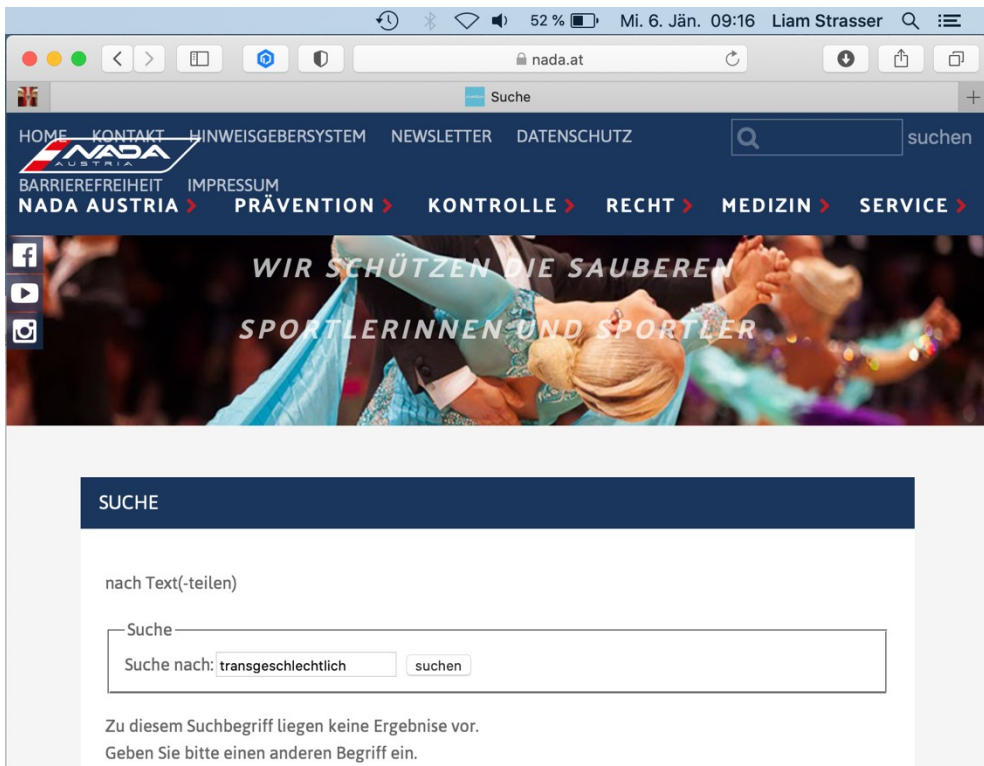 52 % Mi. 6. Jän. 09:16 Liam Strasser
nada.at
Suche
HOME KONTAKT HINWEISGEBERSYSTEM NEWSLETTER DATENSCHUTZ suchen
NADA
AUSTRIA
BARRIEREFREIHEIT IMPRESSUM
NADA AUSTRIA PRÄVENTION KONTROLLE RECHT MEDIZIN SERVICE
WIR SCHÜTZEN DIE SAUBEREN
SPORTLERINNEN UND SPORTLER
SUCHE
nach Text(-teilen)
Suche
Suche nach: transgeschlechtlich suchen
Zu diesem Suchbegriff liegen keine Ergebnise vor.
Geben Sie bitte einen anderen Begriff ein.